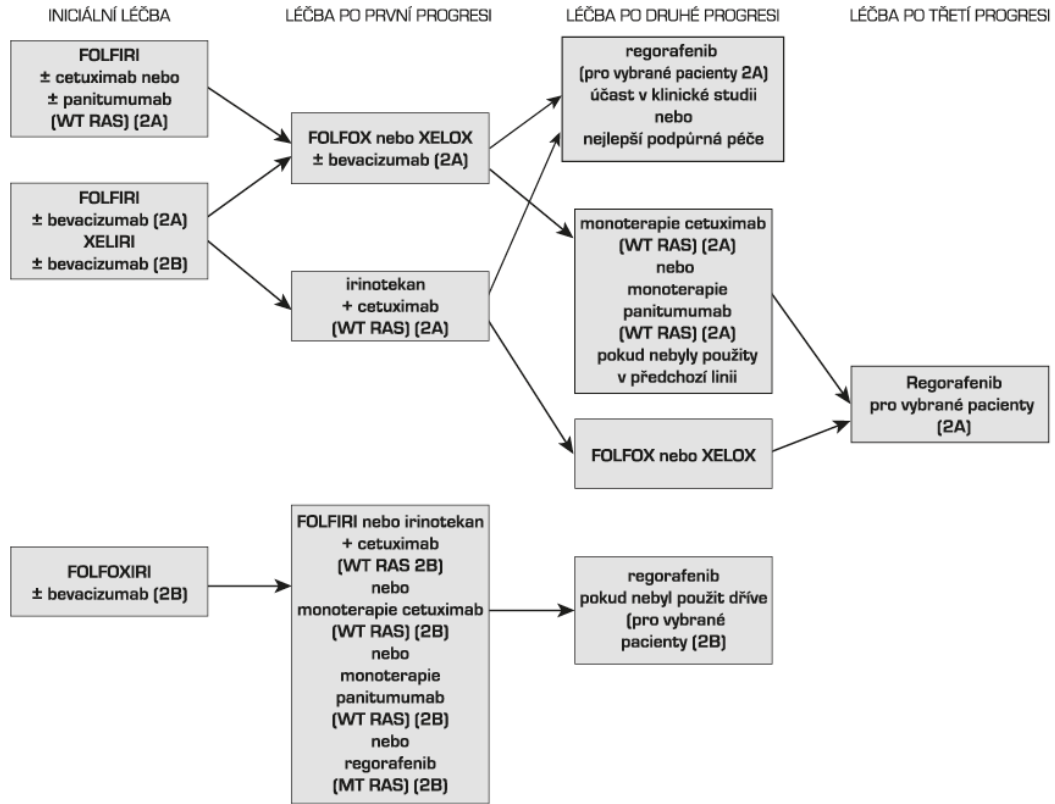 INICIÁLNÍ LÉČBA
LÉČBA PO PRVNÍ PROGRESI
LÉČBA PO DRUHÉ PROGRESI
LÉČBA PO TŘETÍ PROGRESI
FOLFIRI
± cetuximab nebo
± panitumumab
(WT RAS) (2A)
FOLFIRI
± bevacizumab (2A)
XELIRI
± bevacizumab (2B)
FOLFOX nebo XELOX
± bevacizumab (2A)
irinotekan
+ cetuximab
(WT RAS) (2A)
regorafenib
(pro vybrané pacienty 2A)
účast v klinické studii
nebo
nejlepší podpůrná péče
monoterapie cetuximab
(WT RAS) (2A)
nebo
monoterapie
panitumumab
(WT RAS) (2A)
pokud nebyly použity
v předchozí linii
FOLFOX nebo XELOX
Regorafenib
pro vybrané pacienty
(2A)
FOLFOXIRI
± bevacizumab (2B)
FOLFIRI nebo irinotekan
+ cetuximab
(WT RAS 2B)
nebo
monoterapie cetuximab
(WT RAS) (2B)
nebo
monoterapie
panitumumab
(WT RAS) (2B)
nebo
regorafenib
(MT RAS) (2B)
regorafenib
pokud nebyl použit dříve
(pro vybrané
pacienty (2B)